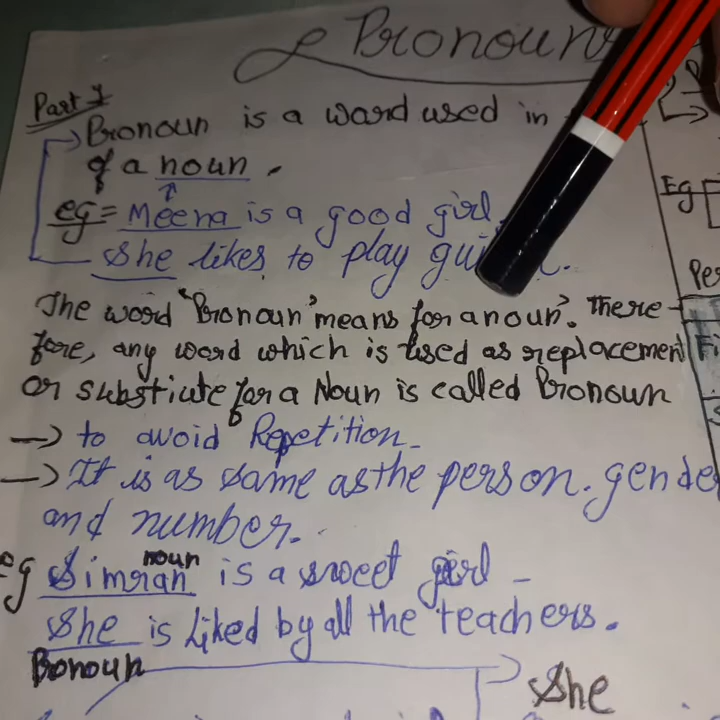 Pronoun
Part 1
Pronoun is a word used in
of a noun.
eg = Meena is a good girl.
She likes to play
The word "Pronoun" means for a noun". There
fore, any word which is used as replacement
or substiute for a Noun is called Pronoun
→ to avoid Repetition.
→ It is as same as the person. gender
and number.
eg Simran noun is a sweet girl
She is liked by all the teachers.
Pronoun
She
Eg
Per
Fi